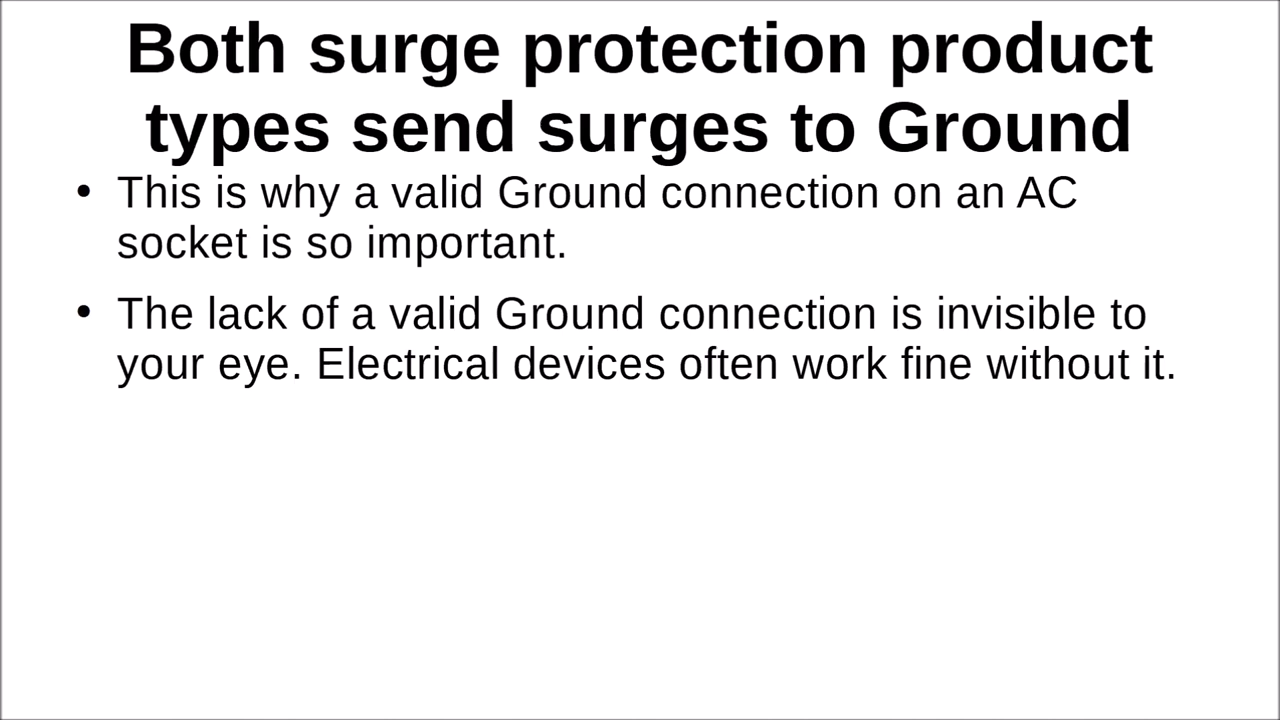 Both surge protection product
types send surges to Ground
• This is why a valid Ground connection on an AC
socket is so important.
• The lack of a valid Ground connection is invisible to
your eye. Electrical devices often work fine without it.